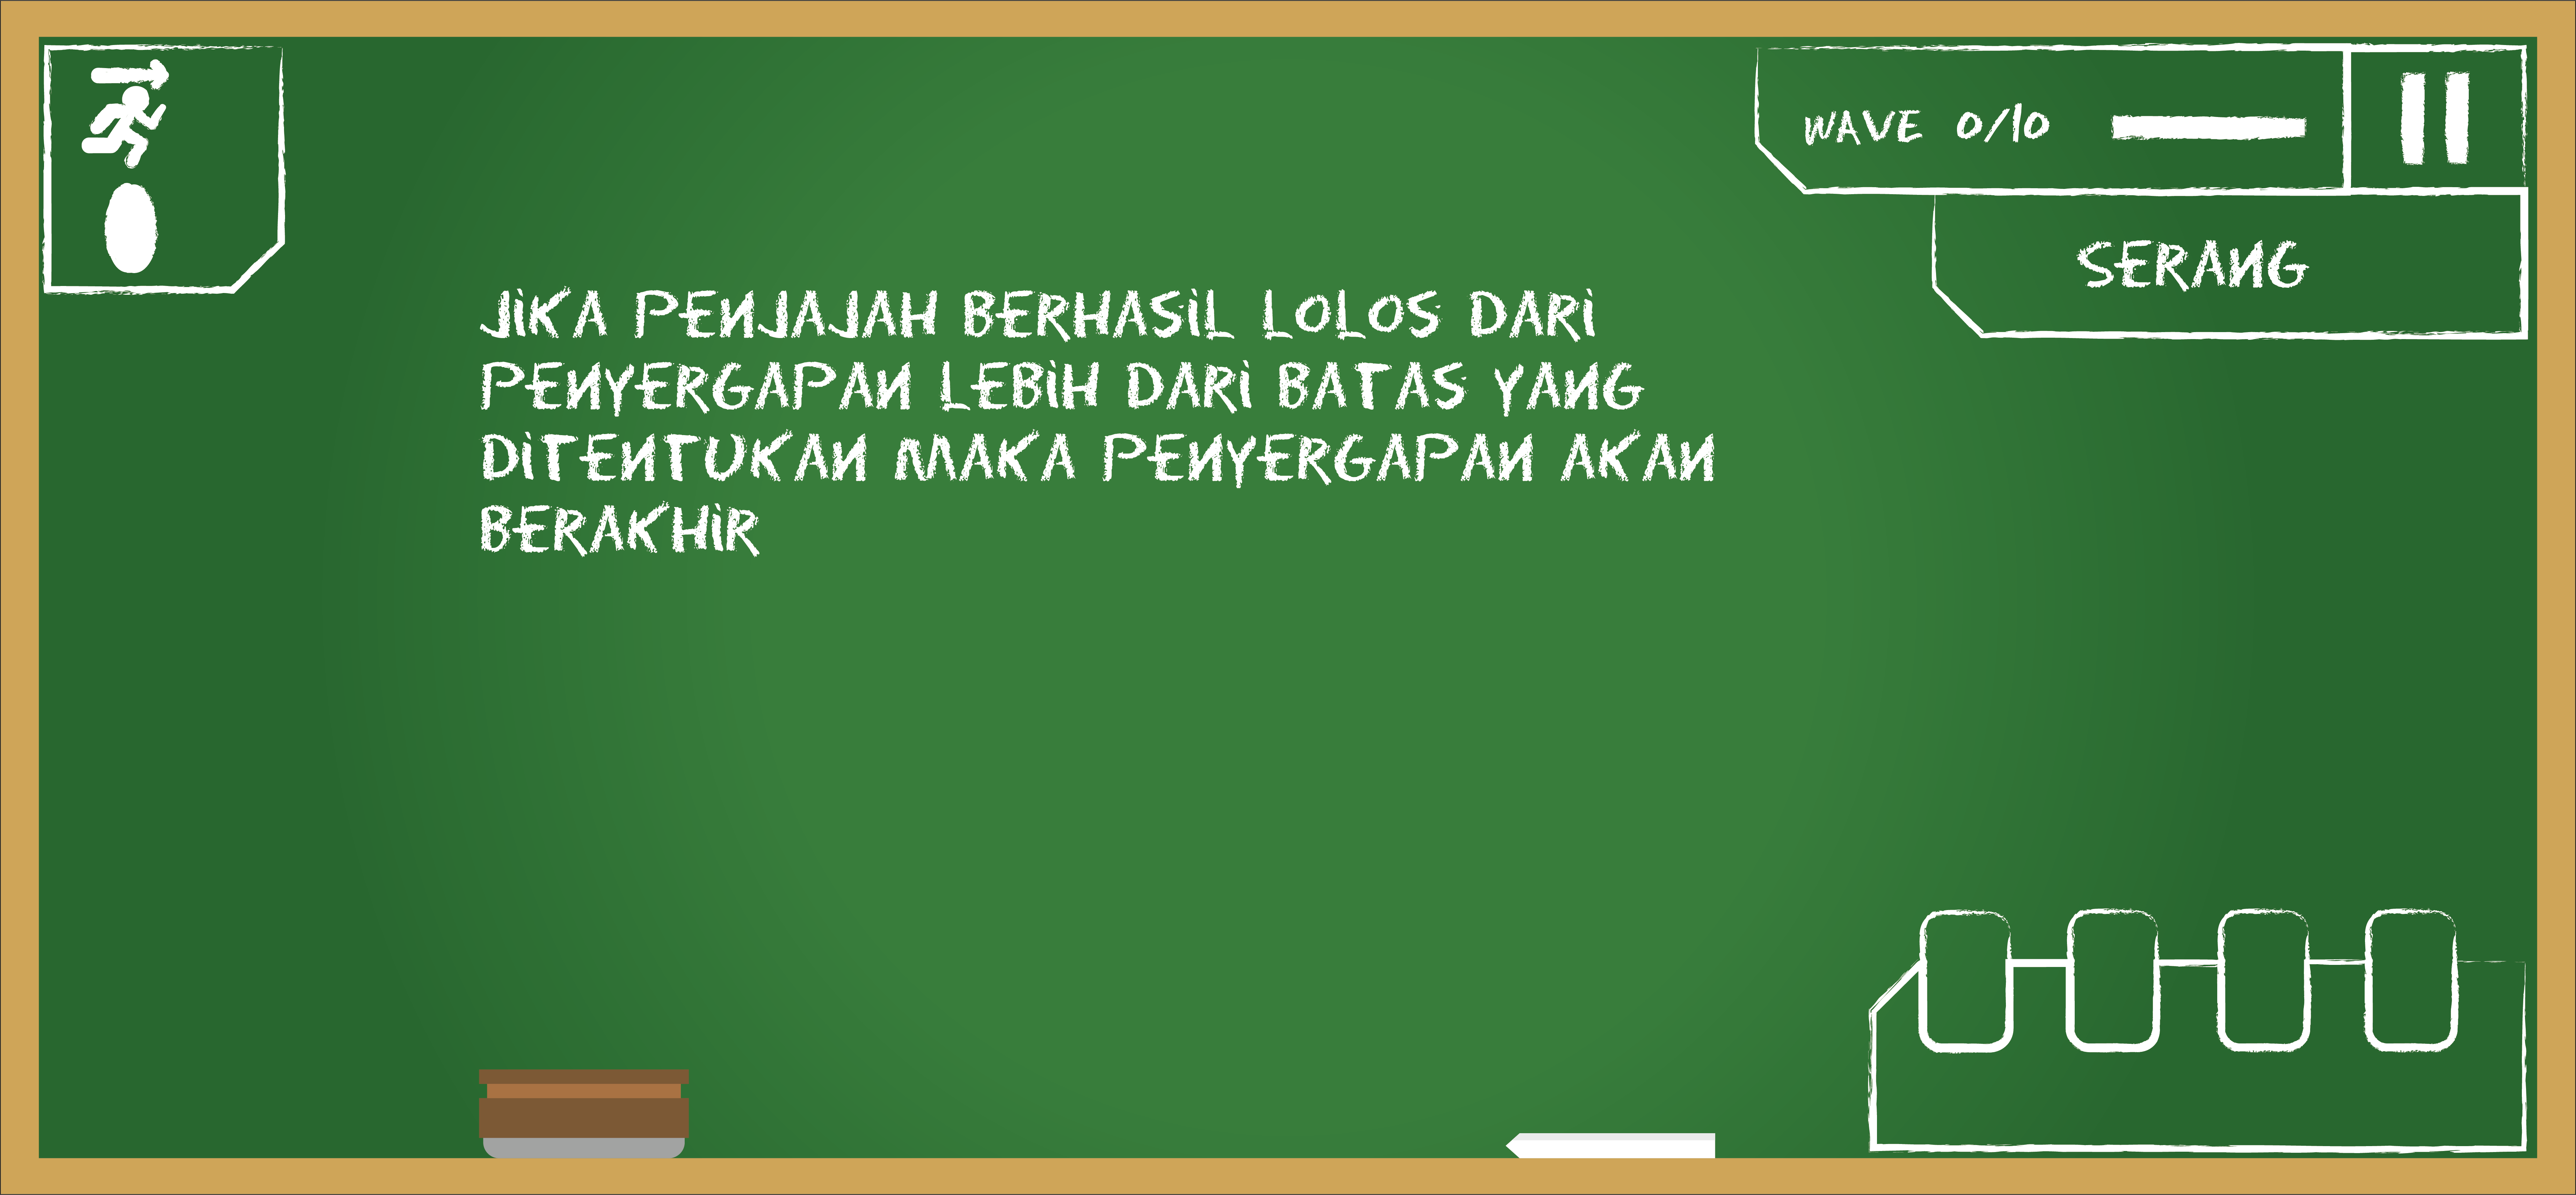 WAVE 0/10
SERANG
JIKA PENJAJAH BERHASIL LOLOS DARI
PENYERGAPAN LEBIH DARI BATAS YANG
DITENTUKAN MAKA PENYERGAPAN AKAN
BERAKHIR